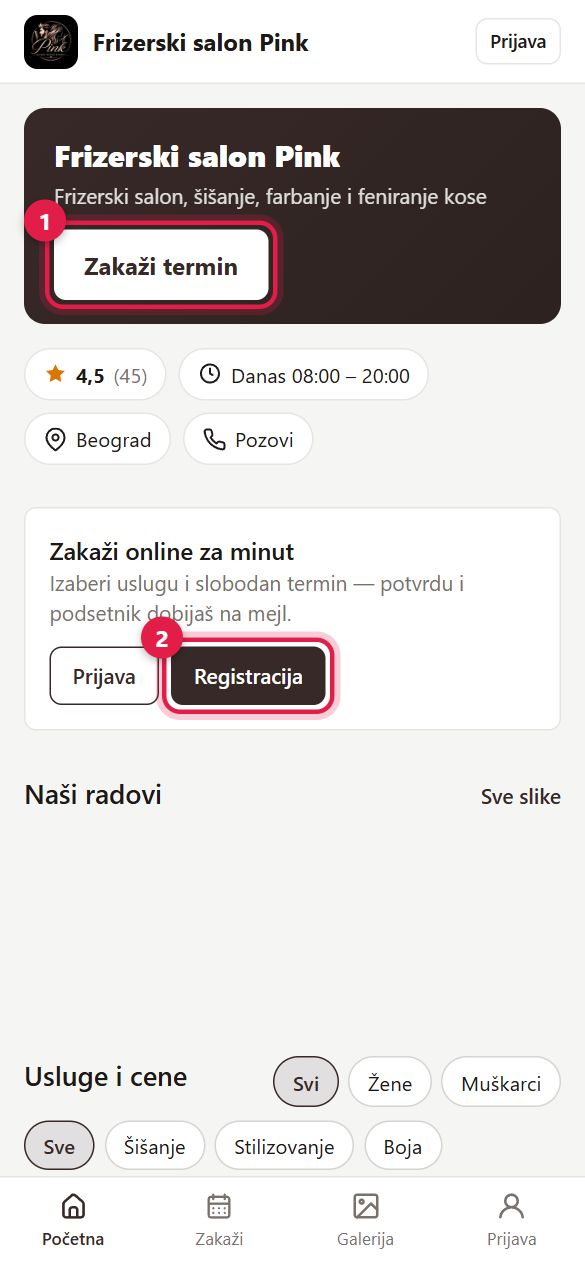 Pink
Frizerski salon Pink
Prijava
Frizerski salon Pink
Frizerski salon, šišanje, farbanje i feniranje kose
1
Zakaži termin
4,5 (45)
Danas 08:00 – 20:00
Beograd
Pozovi
Zakaži online za minut
Izaberi uslugu i slobodan termin — potvrdu i
podsetnik dobijaš na mejl.
2
Prijava
Registracija
Naši radovi
Sve slike
Usluge i cene
Svi
Žene
Muškarci
Sve
Šišanje
Stilizovanje
Boja
Početna
Zakaži
Galerija
Prijava